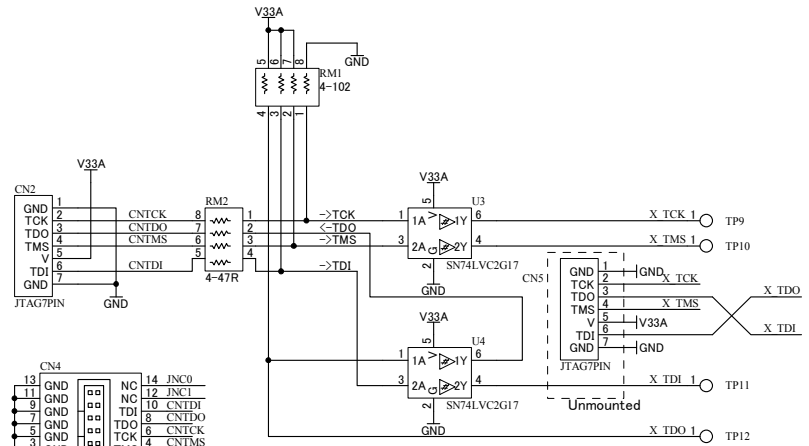 V33A
GND
5 6 7 8
RM1
4-102
4 3 2 1
V33A
CN2
GND 1
TCK 2 CNTCK
TDO 3 CNTDO
TMS 4 CNTMS
V 5
TDI 6 CNTDI
GND 7
JTAG7PIN
GND
RM2
8 1 ->TCK
7 2 <-TDO
6 3 ->TMS
5 4 ->TDI
4-47R
V33A
5 U3
1 1A V 1Y 6
3 2A G 2Y 4
2 SN74LVC2G17
GND
X_TCK 1 TP9
X_TMS 1 TP10
CN5
GND 1 GND
TCK 2 X_TCK
TDO 3
TMS 4 X_TMS
V 5 V33A
TDI 6
GND 7 GND
JTAG7PIN
Unmounted
X_TDO
X_TDI
V33A
5 U4
1 1A V 1Y 6
3 2A G 2Y 4
2 SN74LVC2G17
GND
X_TDI 1 TP11
X_TDO 1 TP12
CN4
13 GND NC 14 JNC0
11 GND NC 12 JNC1
9 GND TDI 10 CNTDI
7 GND TDO 8 CNTDO
5 GND TCK 6 CNTCK
3 GND TMS 4 CNTMS